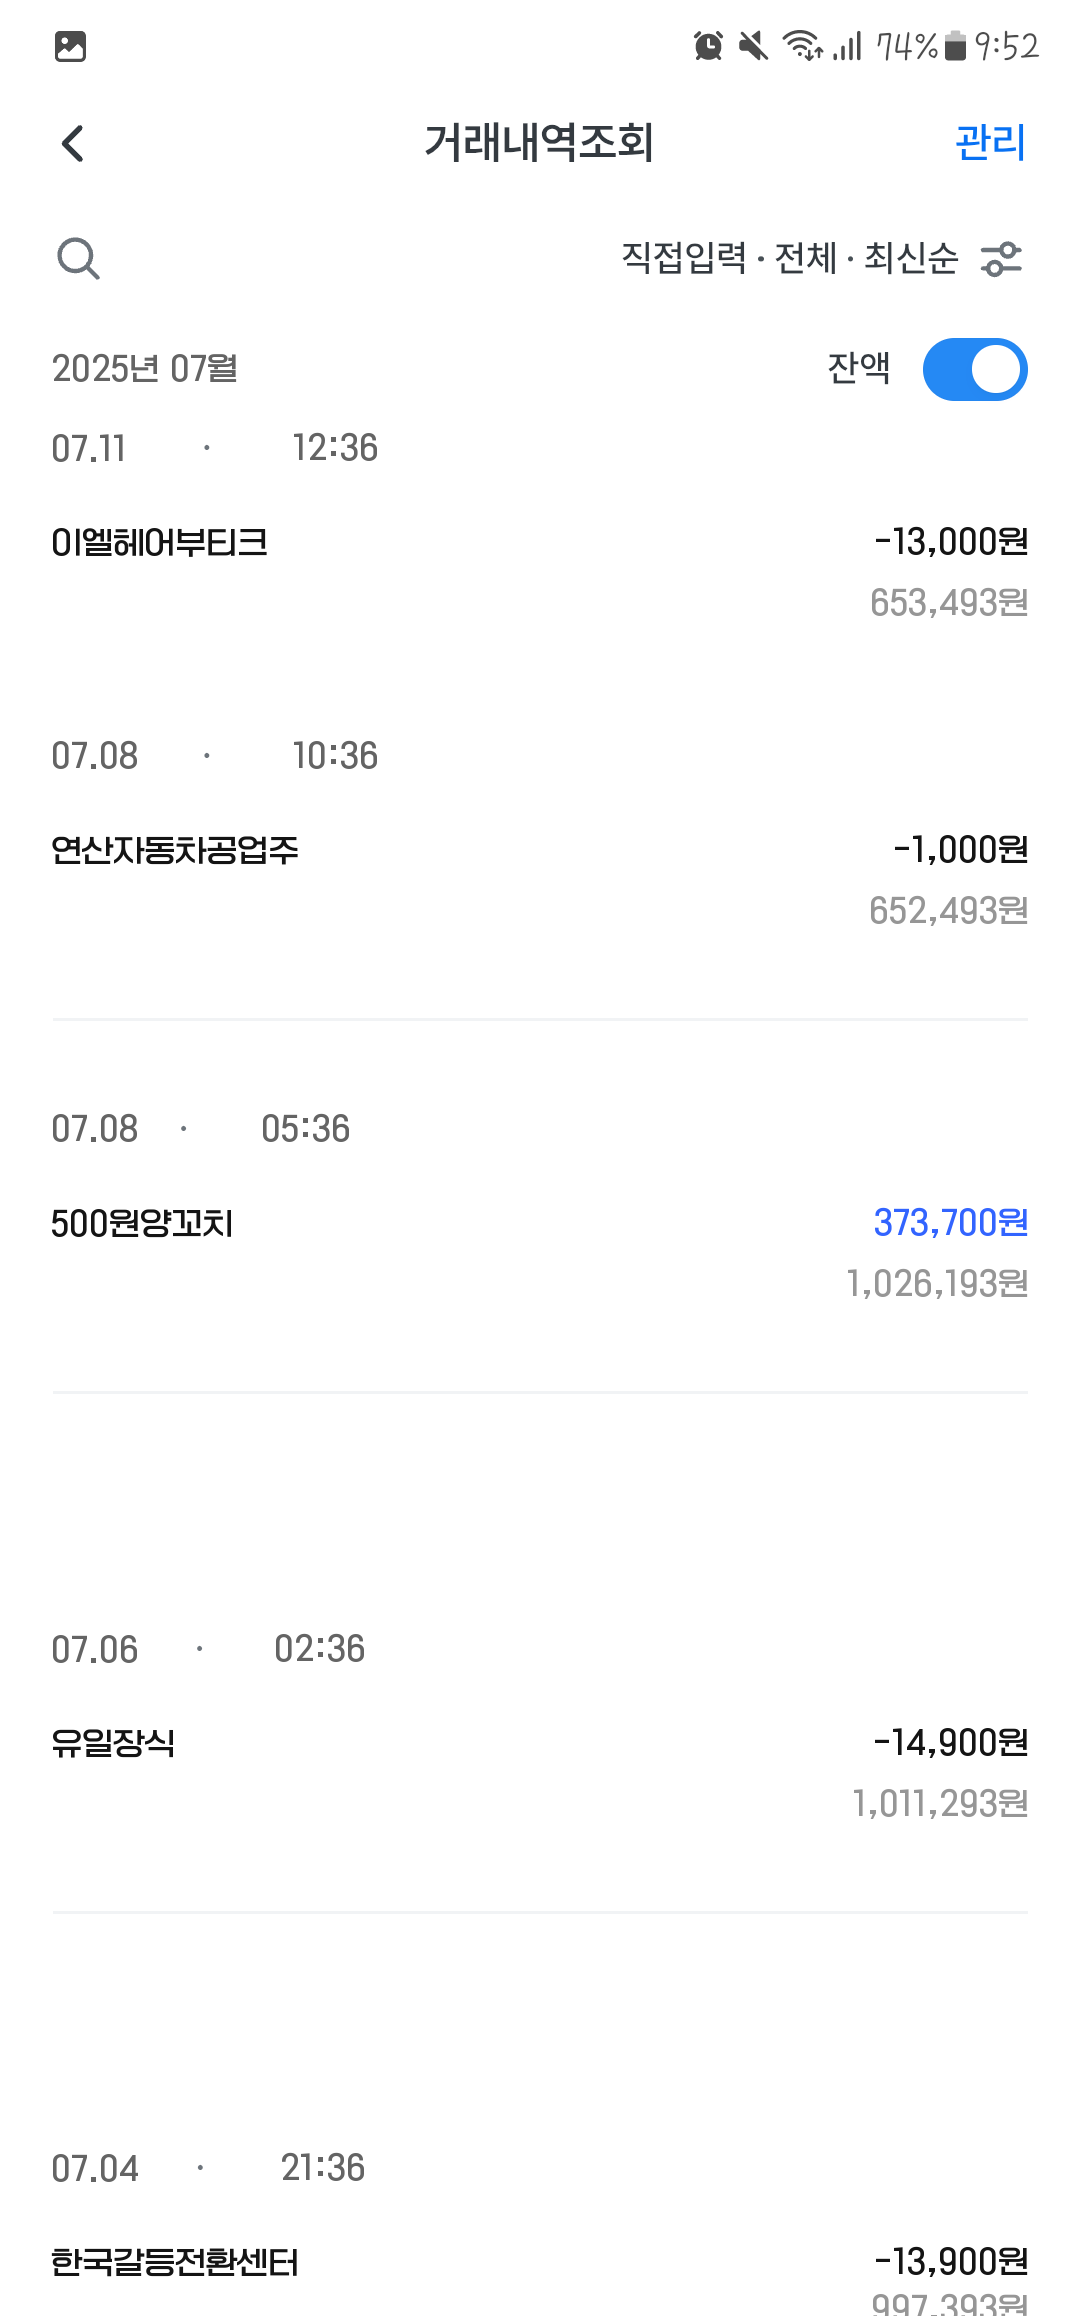 74% 9:52
거래내역조회 관리
직접입력 · 전체 · 최신순
2025년 07월 잔액
07.11 · 12:36
이엘헤어부티크 -13,000원
653,493원
07.08 · 10:36
연산자동차공업주 -1,000원
652,493원
07.08 · 05:36
500원양꼬치 373,700원
1,026,193원
07.06 · 02:36
유일장식 -14,900원
1,011,293원
07.04 · 21:36
한국갈등전환센터 -13,900원
997,393원